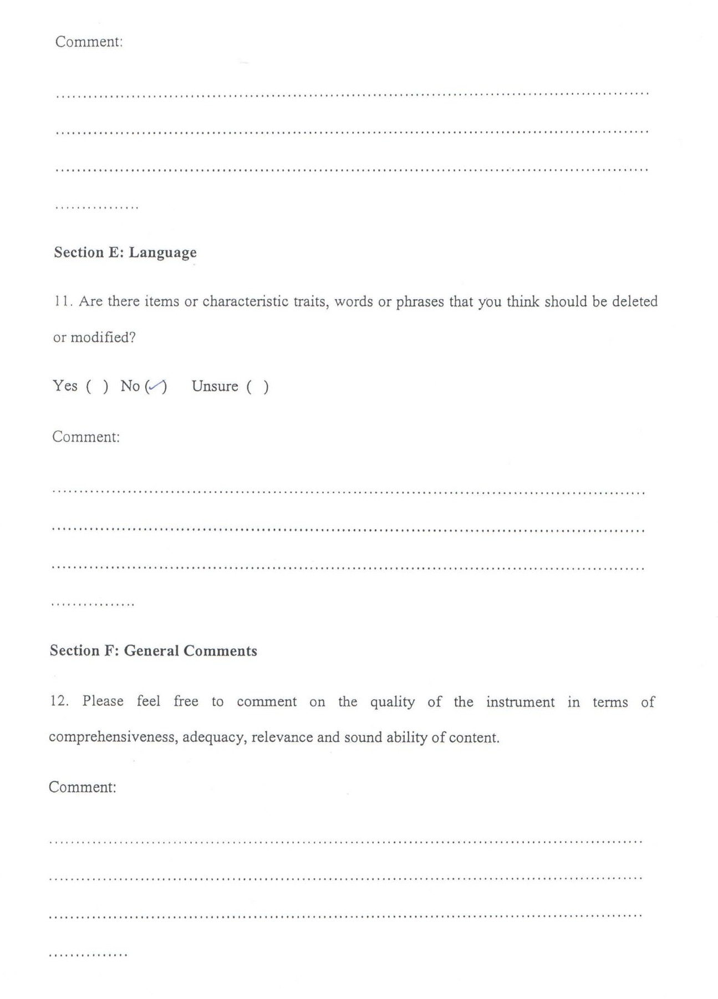 Comment:
................................................................................................................
................................................................................................................
................................................................................................................
................
Section E: Language
11. Are there items or characteristic traits, words or phrases that you think should be deleted
or modified?
Yes ( ) No (✓) Unsure ( )
Comment:
................................................................................................................
................................................................................................................
................................................................................................................
................
Section F: General Comments
12. Please feel free to comment on the quality of the instrument in terms of
comprehensiveness, adequacy, relevance and sound ability of content.
Comment:
................................................................................................................
................................................................................................................
................................................................................................................
...............